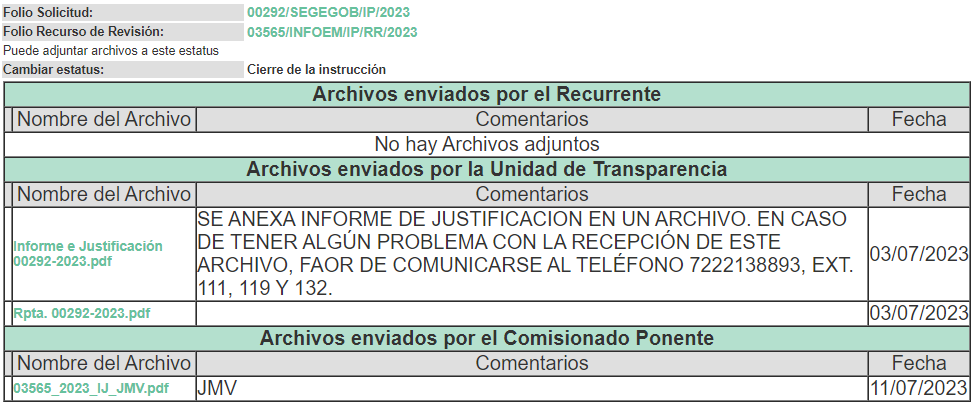 Folio Solicitud: 00292/SEGEGOB/IP/2023
Folio Recurso de Revisión: 03565/INFOEM/IP/RR/2023
Puede adjuntar archivos a este estatus
Cambiar estatus: Cierre de la instrucción
Archivos enviados por el Recurrente
Nombre del Archivo Comentarios Fecha
No hay Archivos adjuntos
Archivos enviados por la Unidad de Transparencia
Nombre del Archivo Comentarios Fecha
Informe e Justificación
00292-2023.pdf
SE ANEXA INFORME DE JUSTIFICACION EN UN ARCHIVO. EN CASO
DE TENER ALGÚN PROBLEMA CON LA RECEPCIÓN DE ESTE
ARCHIVO, FAOR DE COMUNICARSE AL TELÉFONO 7222138893, EXT.
111, 119 Y 132.
03/07/2023
Rpta. 00292-2023.pdf 03/07/2023
Archivos enviados por el Comisionado Ponente
Nombre del Archivo Comentarios Fecha
03565_2023_IJ_JMV.pdf JMV 11/07/2023